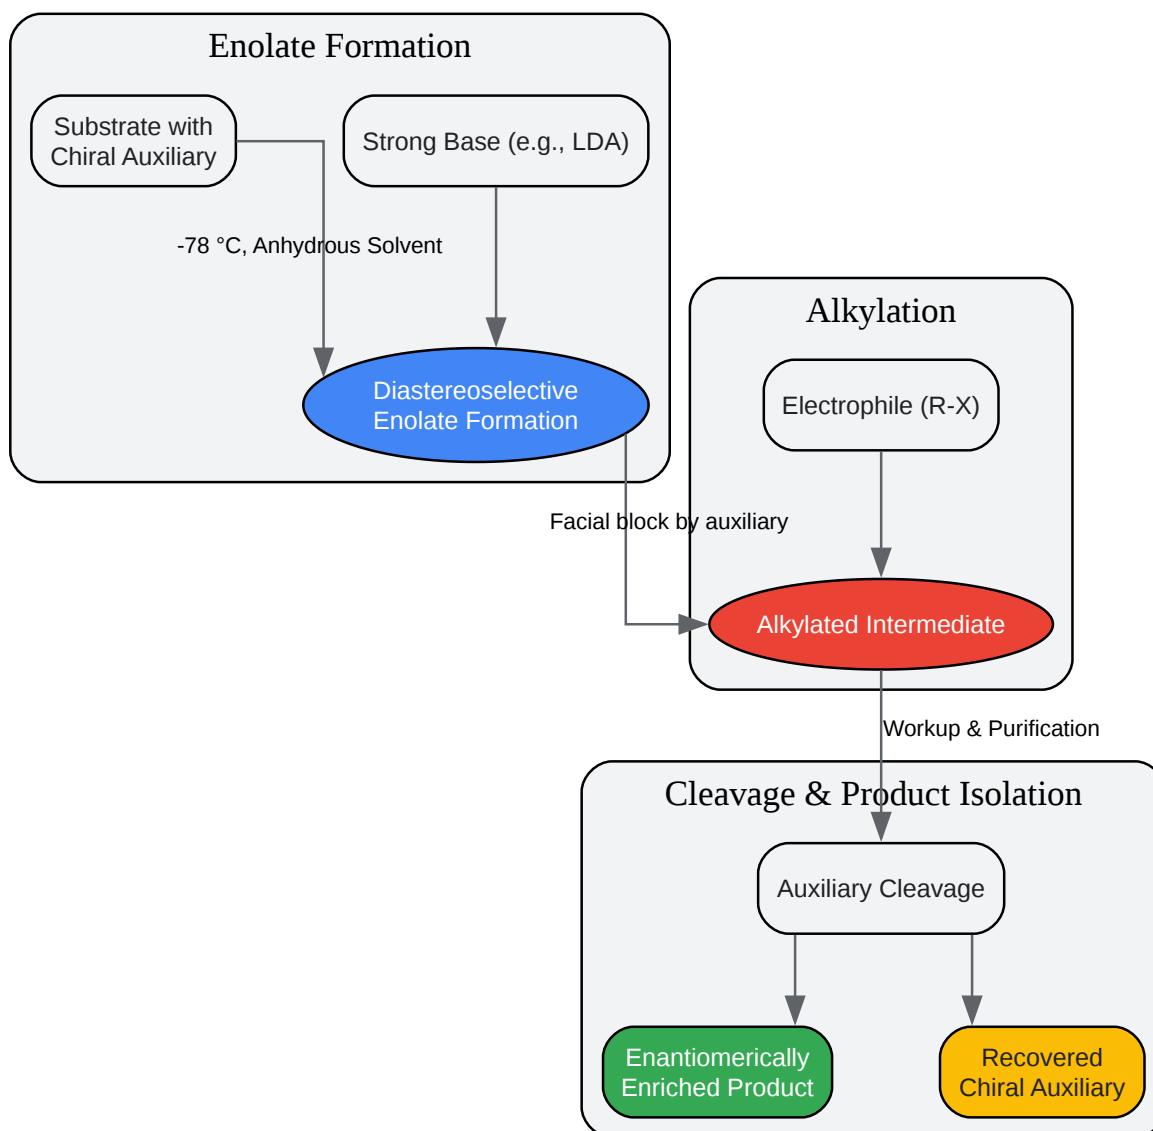 Enolate Formation
Substrate with
Chiral Auxiliary
Strong Base (e.g., LDA)
-78 °C, Anhydrous Solvent
Diastereoselective
Enolate Formation
Alkylation
Electrophile (R-X)
Facial block by auxiliary
Alkylated Intermediate
Workup & Purification
Cleavage & Product Isolation
Auxiliary Cleavage
Enantiomerically
Enriched Product
Recovered
Chiral Auxiliary